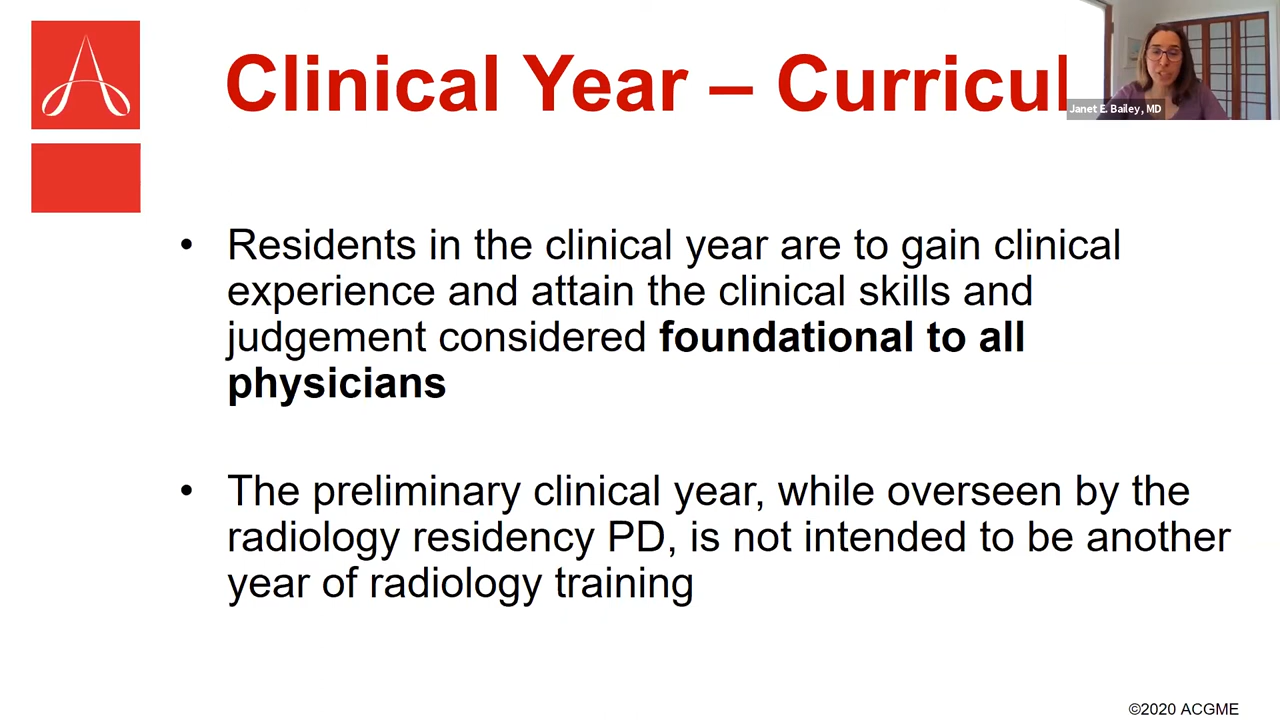 Clinical Year – Curricul
Janet E. Bailey, MD
• Residents in the clinical year are to gain clinical
experience and attain the clinical skills and
judgement considered foundational to all
physicians
• The preliminary clinical year, while overseen by the
radiology residency PD, is not intended to be another
year of radiology training
©2020 ACGME